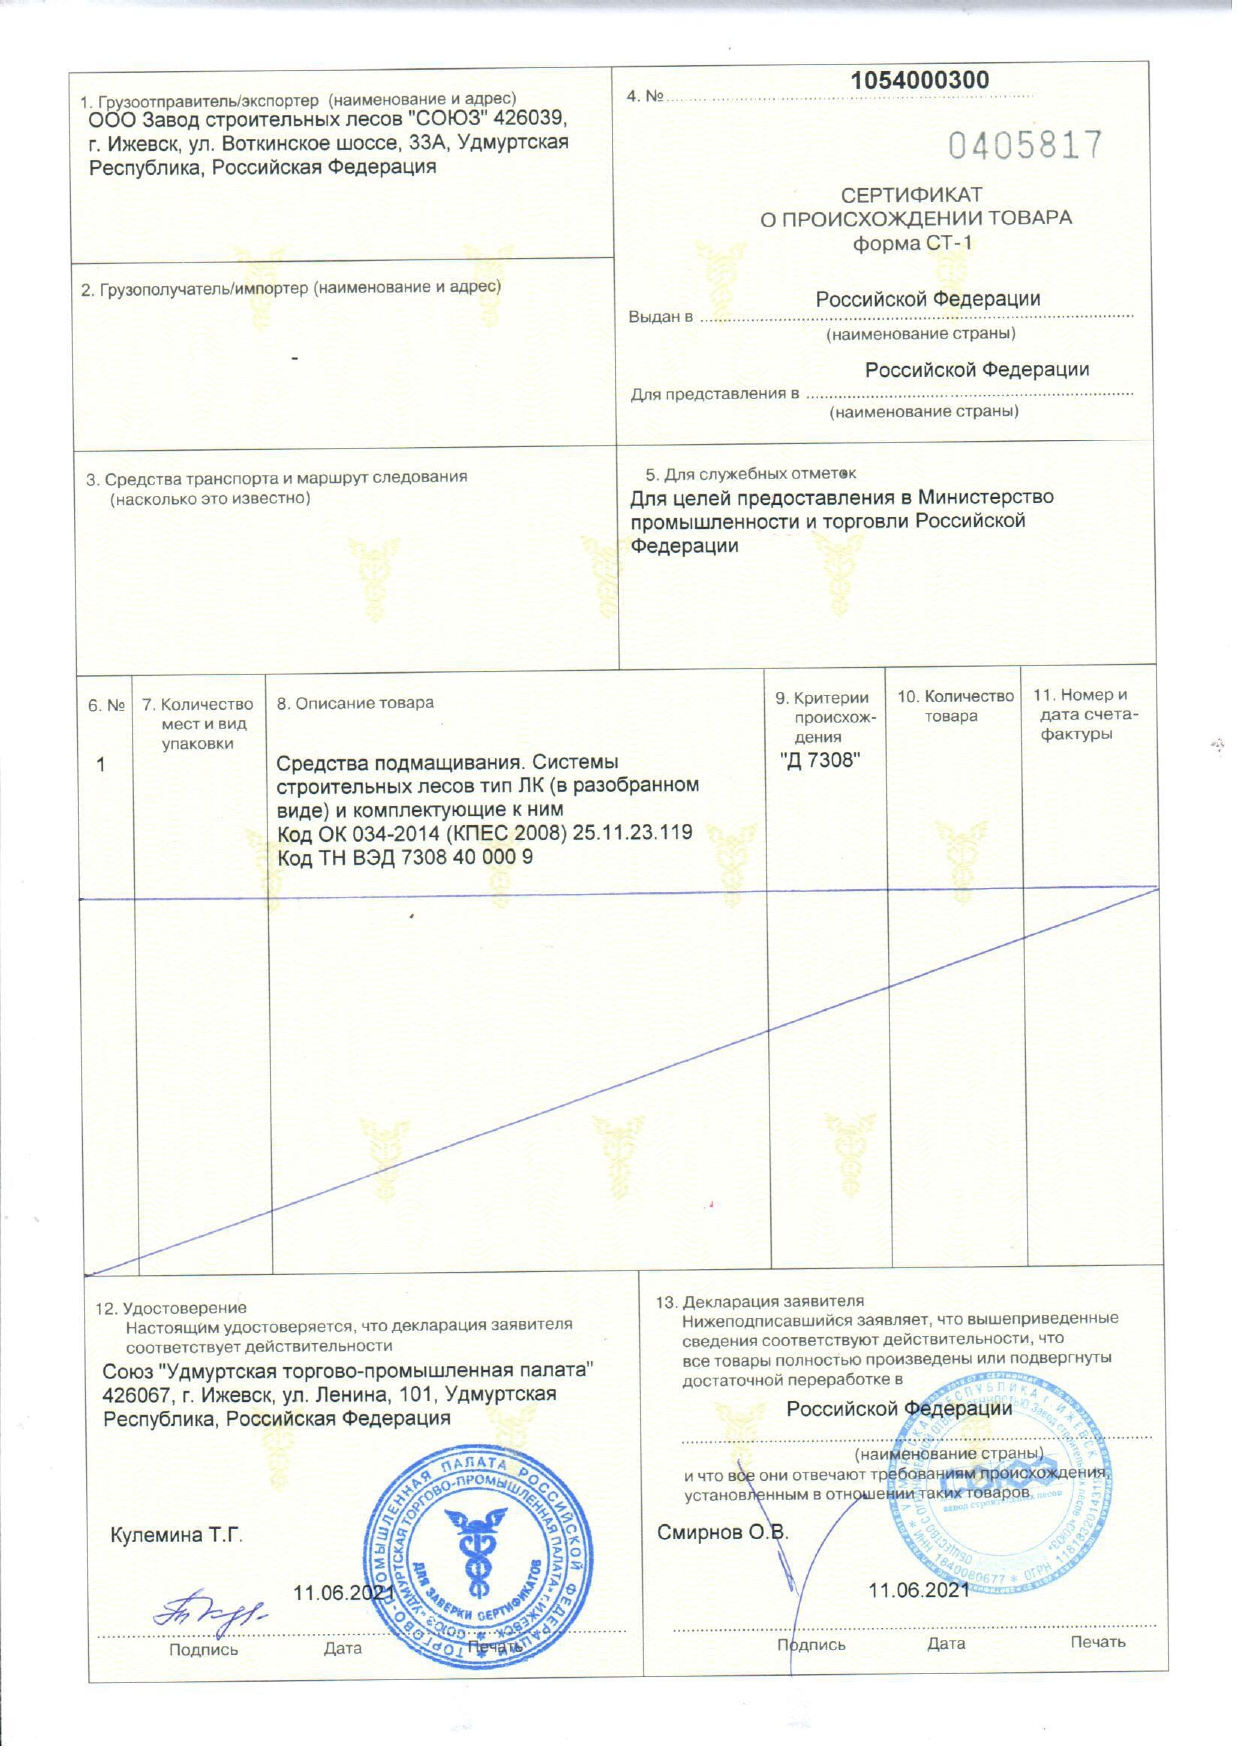 1. Грузоотправитель/экспортер (наименование и адрес)
ООО Завод строительных лесов "СОЮЗ" 426039,
г. Ижевск, ул. Воткинское шоссе, 33А, Удмуртская
Республика, Российская Федерация
2. Грузополучатель/импортер (наименование и адрес)
-
3. Средства транспорта и маршрут следования
(насколько это известно)
4. № 1054000300
0405817
СЕРТИФИКАТ
О ПРОИСХОЖДЕНИИ ТОВАРА
форма СТ-1
Российской Федерации
Выдан в
(наименование страны)
Российской Федерации
Для представления в
(наименование страны)
5. Для служебных отметок
Для целей предоставления в Министерство
промышленности и торговли Российской
Федерации
6. №
1
7. Количество
мест и вид
упаковки
8. Описание товара
Средства подмащивания. Системы
строительных лесов тип ЛК (в разобранном
виде) и комплектующие к ним
Код ОК 034-2014 (КПЕС 2008) 25.11.23.119
Код ТН ВЭД 7308 40 000 9
9. Критерии
происхож-
дения
"Д 7308"
10. Количество
товара
11. Номер и
дата счета-
фактуры
12. Удостоверение
Настоящим удостоверяется, что декларация заявителя
соответствует действительности
Союз "Удмуртская торгово-промышленная палата"
426067, г. Ижевск, ул. Ленина, 101, Удмуртская
Республика, Российская Федерация
Кулемина Т.Г.
11.06.2021
Подпись Дата Печать
ТОРГОВО-ПРОМЫШЛЕННАЯ ПАЛАТА РОССИЙСКОЙ ФЕДЕРАЦИИ
СОЮЗ «УДМУРТСКАЯ ТОРГОВО-ПРОМЫШЛЕННАЯ ПАЛАТА» г. ИЖЕВСК
ДЛЯ ЗАВЕРКИ СЕРТИФИКАТОВ
13. Декларация заявителя
Нижеподписавшийся заявляет, что вышеприведенные
сведения соответствуют действительности, что
все товары полностью произведены или подвергнуты
достаточной переработке в
Российской Федерации
(наименование страны)
и что все они отвечают требованиям происхождения,
установленным в отношении таких товаров
Смирнов О.В.
11.06.2021
Подпись Дата Печать
СОЮЗ
завод строительных лесов
ИНН 1840080677